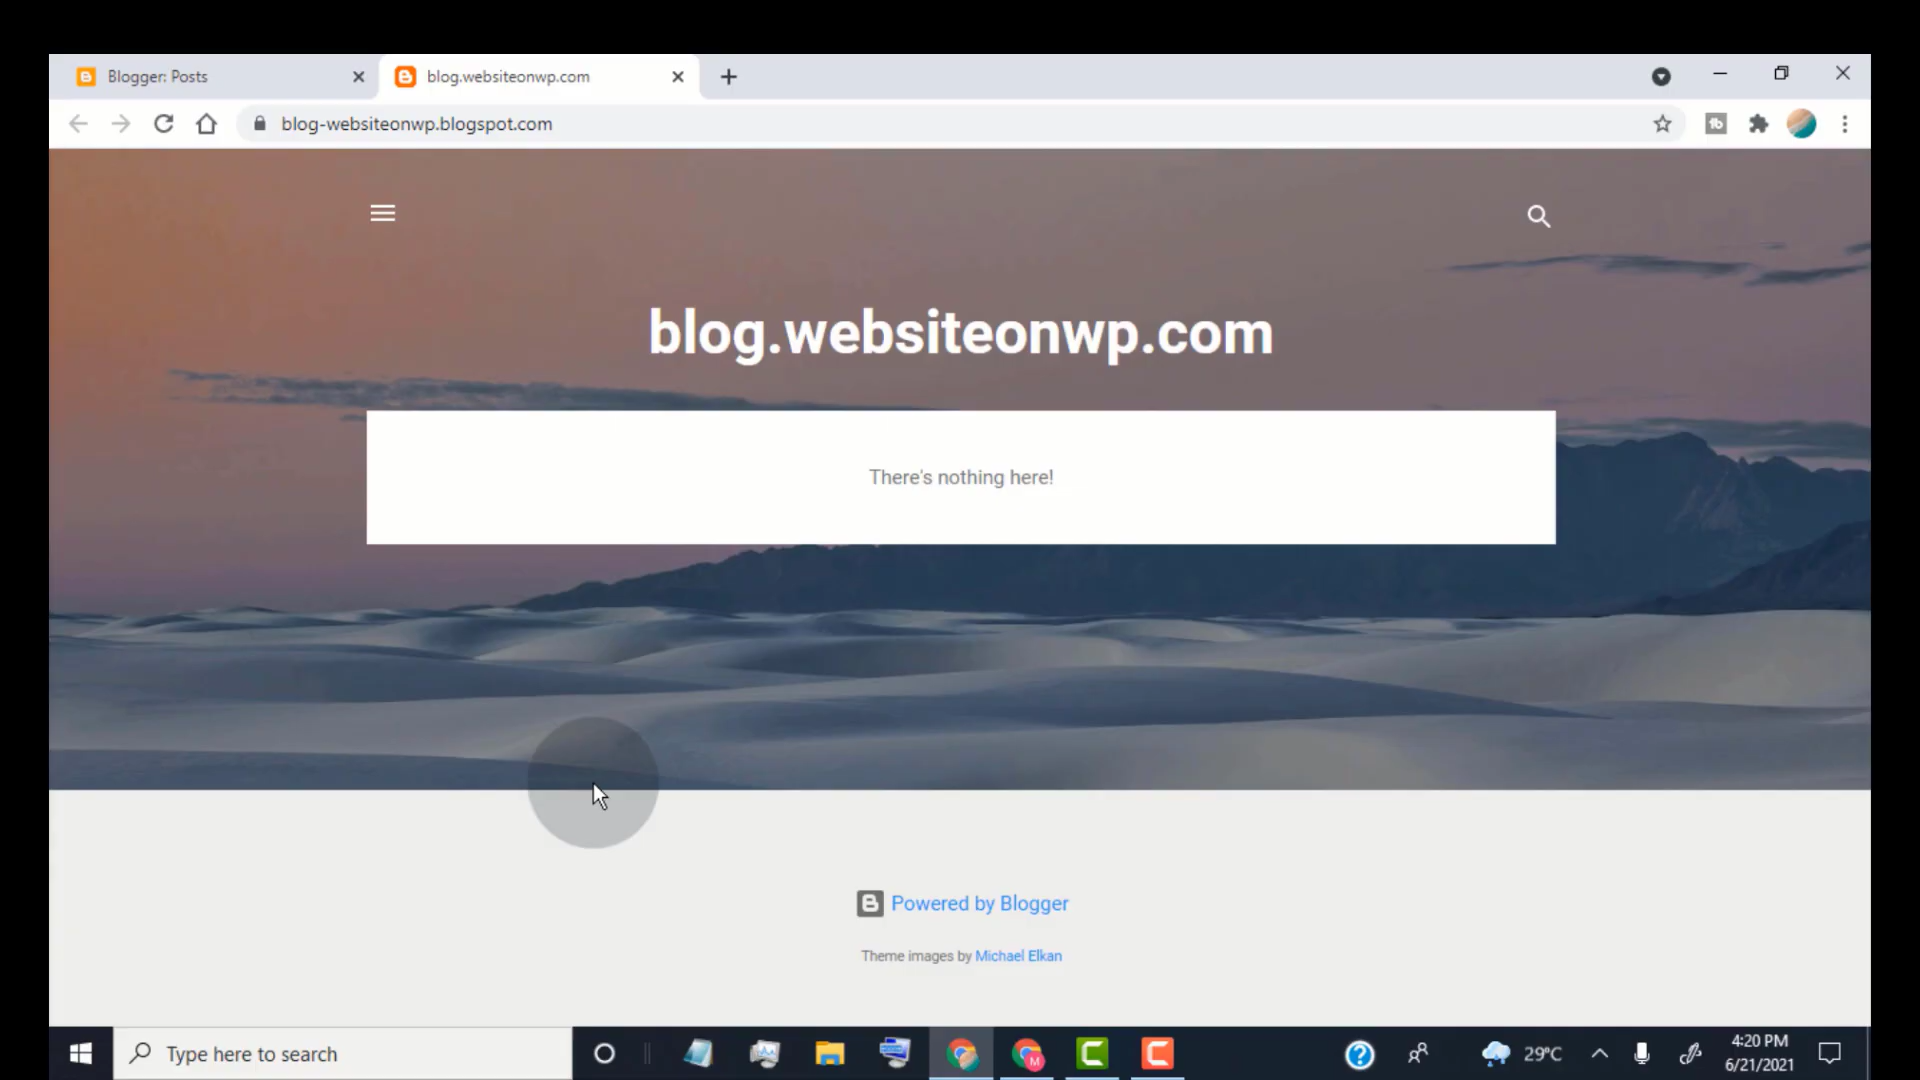 Blogger: Posts
blog.websiteonwp.com
blog-websiteonwp.blogspot.com
blog.websiteonwp.com
There's nothing here!
Powered by Blogger
Theme images by Michael Elkan
Type here to search
29°C
4:20 PM
6/21/2021